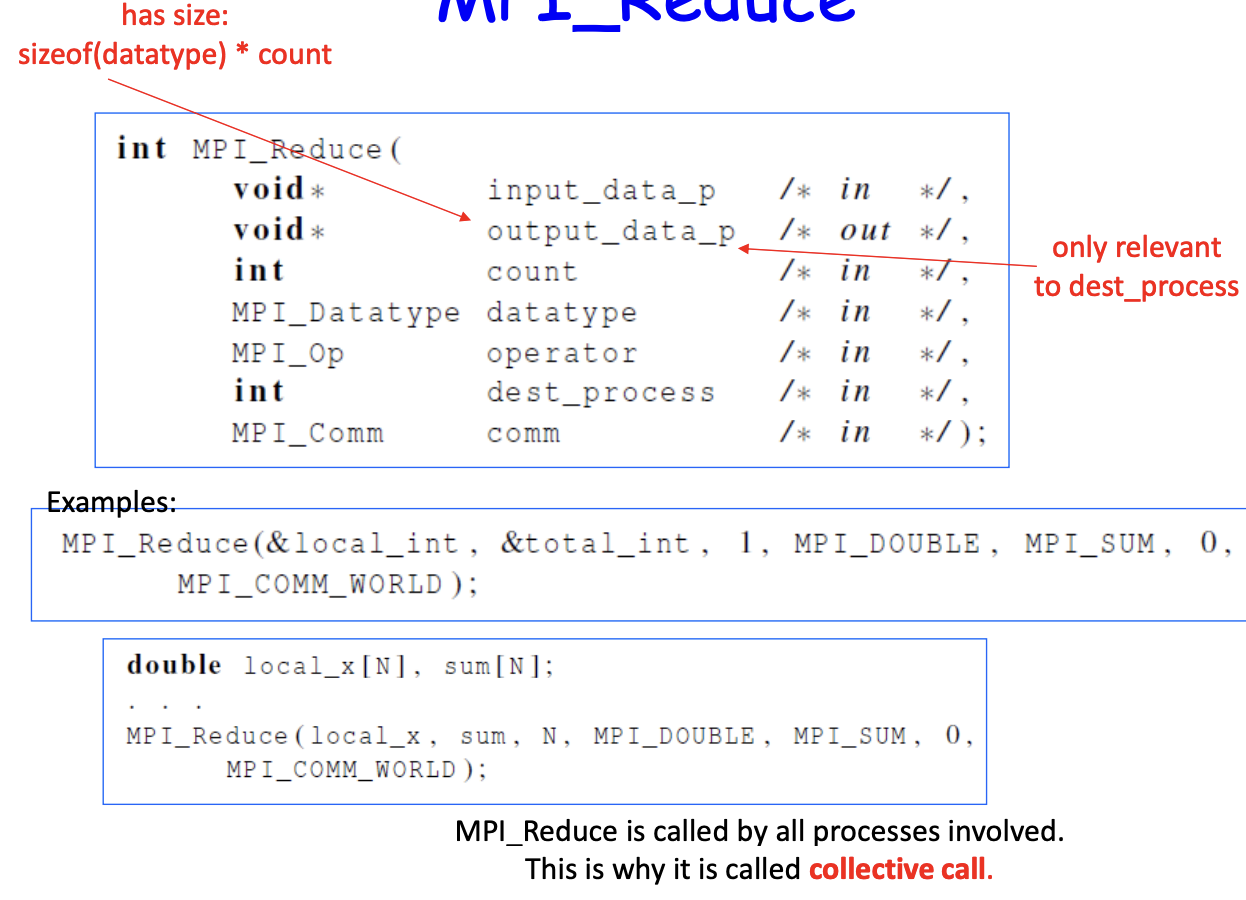 MPI_Reduce
has size:
sizeof(datatype) * count
int MPI_Reduce(
void* input_data_p /* in */,
void* output_data_p /* out */,
int count /* in */,
MPI_Datatype datatype /* in */,
MPI_Op operator /* in */,
int dest_process /* in */,
MPI_Comm comm /* in */);
only relevant
to dest_process
Examples:
MPI_Reduce(&local_int, &total_int, 1, MPI_DOUBLE, MPI_SUM, 0,
MPI_COMM_WORLD);
double local_x[N], sum[N];
. . .
MPI_Reduce(local_x, sum, N, MPI_DOUBLE, MPI_SUM, 0,
MPI_COMM_WORLD);
MPI_Reduce is called by all processes involved.
This is why it is called collective call.